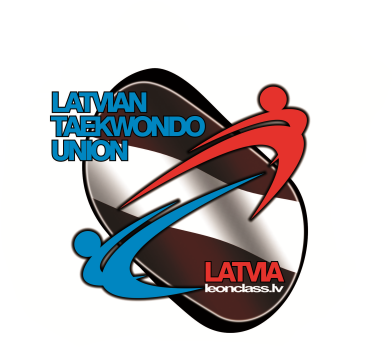 LATVIAN
TAEKWONDO
UNION
LATVIA
leonclass.lv